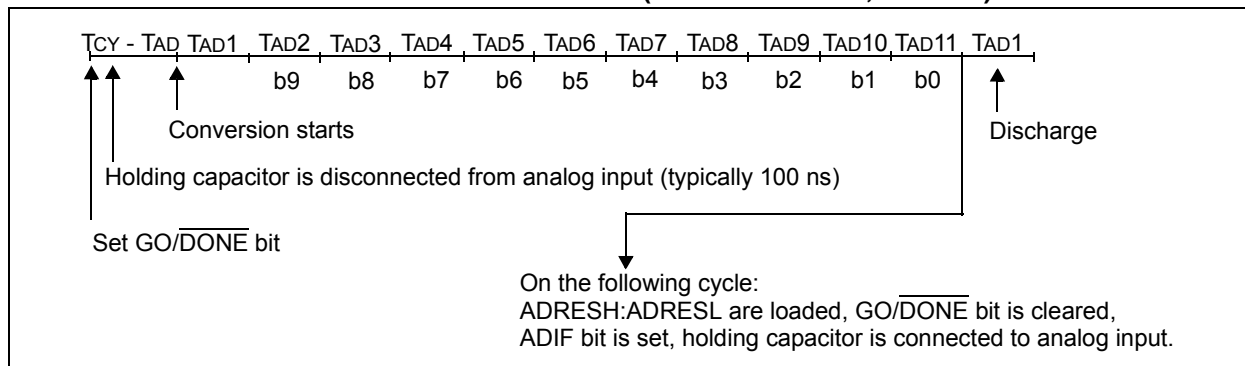 TCY - TAD TAD1 TAD2 TAD3 TAD4 TAD5 TAD6 TAD7 TAD8 TAD9 TAD10 TAD11 TAD1
b9 b8 b7 b6 b5 b4 b3 b2 b1 b0
Conversion starts
Discharge
Holding capacitor is disconnected from analog input (typically 100 ns)
Set GO/DONE bit
On the following cycle:
ADRESH:ADRESL are loaded, GO/DONE bit is cleared,
ADIF bit is set, holding capacitor is connected to analog input.